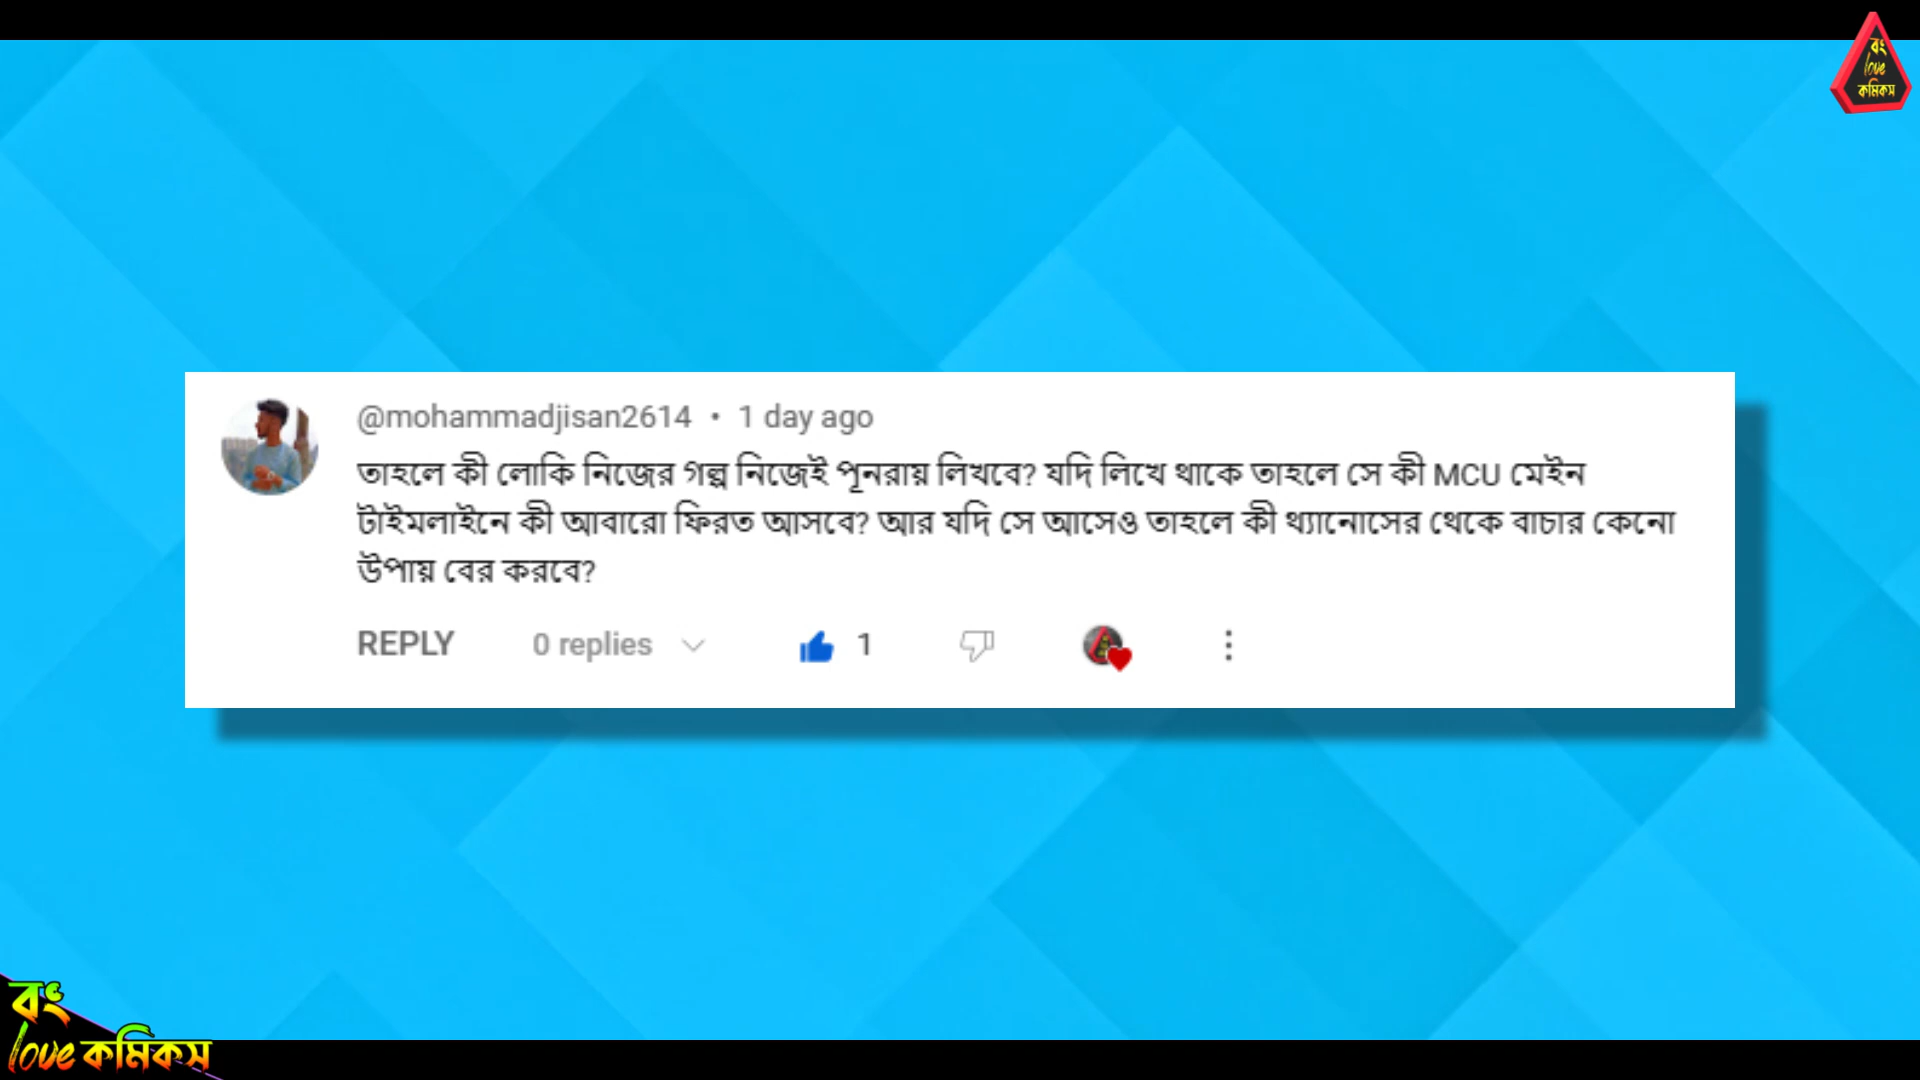 বং
love
কমিকস
@mohammadjisan2614 • 1 day ago
তাহলে কী লোকি নিজের গল্প নিজেই পূনরায় লিখবে? যদি লিখে থাকে তাহলে সে কী MCU মেইন
টাইমলাইনে কী আবারো ফিরত আসবে? আর যদি সে আসেও তাহলে কী থ্যানোসের থেকে বাচার কেনো
উপায় বের করবে?
REPLY 0 replies 1
বং
love কমিকস